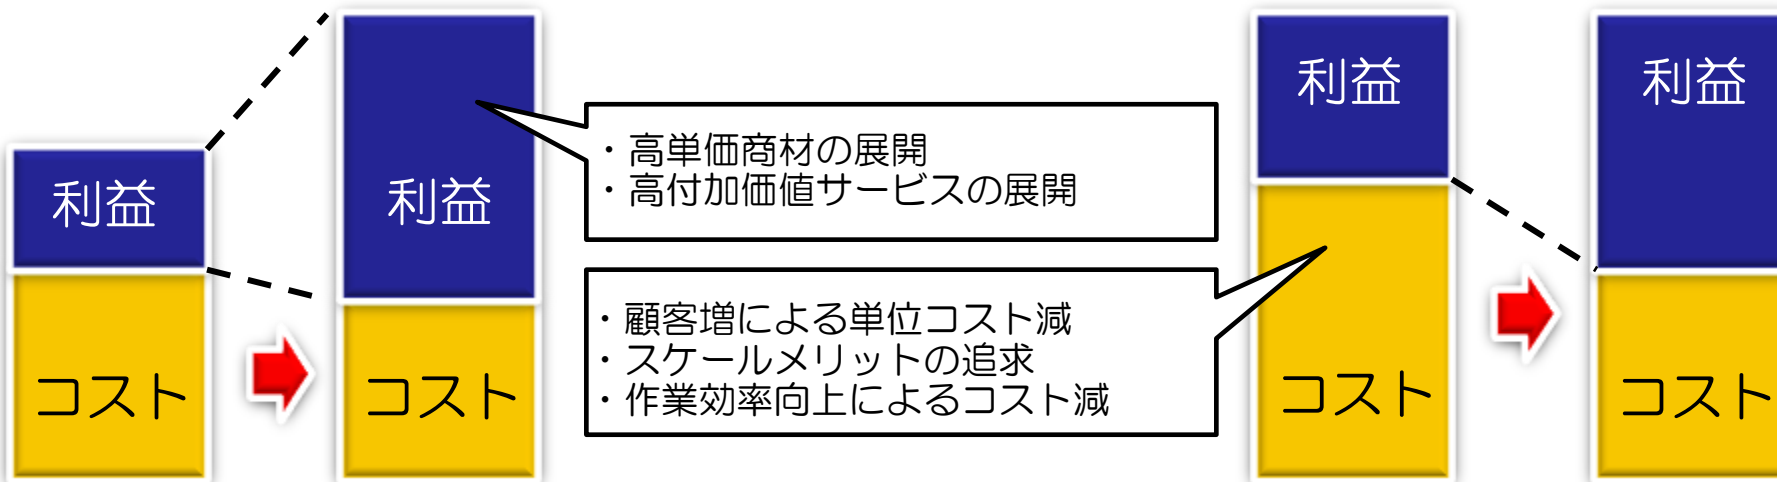 利益
コスト
利益
コスト
・高単価商材の展開
・高付加価値サービスの展開
・顧客増による単位コスト減
・スケールメリットの追求
・作業効率向上によるコスト減
利益
コスト
利益
コスト